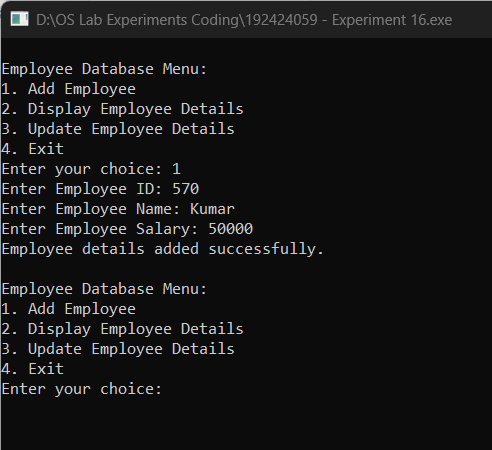 D:\OS Lab Experiments Coding\192424059 - Experiment 16.exe
Employee Database Menu:
1. Add Employee
2. Display Employee Details
3. Update Employee Details
4. Exit
Enter your choice: 1
Enter Employee ID: 570
Enter Employee Name: Kumar
Enter Employee Salary: 50000
Employee details added successfully.
Employee Database Menu:
1. Add Employee
2. Display Employee Details
3. Update Employee Details
4. Exit
Enter your choice: